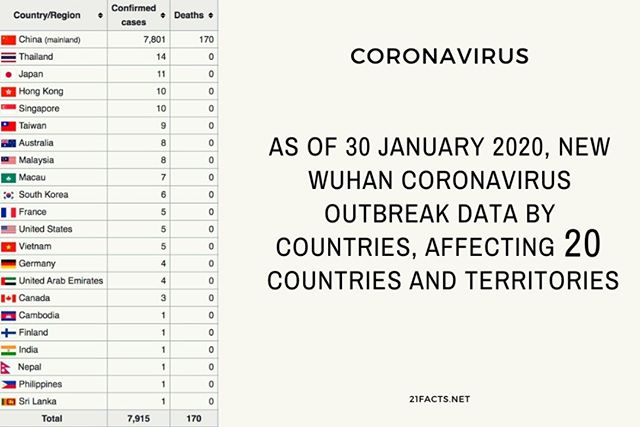 Country/Region Confirmed cases Deaths
China (mainland) 7,801 170
Thailand 14 0
Japan 11 0
Hong Kong 10 0
Singapore 10 0
Taiwan 9 0
Australia 8 0
Malaysia 8 0
Macau 7 0
South Korea 6 0
France 5 0
United States 5 0
Vietnam 5 0
Germany 4 0
United Arab Emirates 4 0
Canada 3 0
Cambodia 1 0
Finland 1 0
India 1 0
Nepal 1 0
Philippines 1 0
Sri Lanka 1 0
Total 7,915 170
CORONAVIRUS
AS OF 30 JANUARY 2020, NEW
WUHAN CORONAVIRUS
OUTBREAK DATA BY
COUNTRIES, AFFECTING 20
COUNTRIES AND TERRITORIES
21FACTS.NET